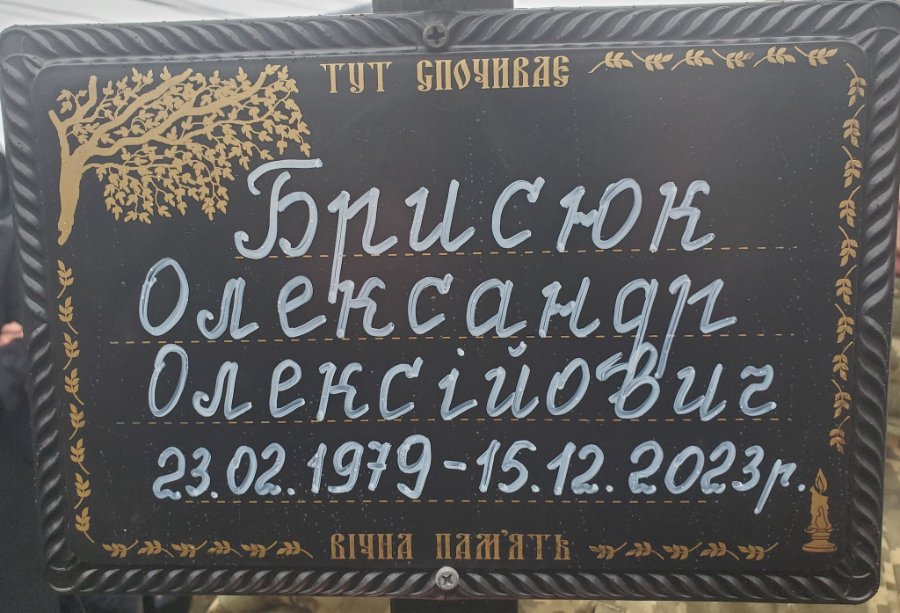 ТУТ СПОЧИВАЄ
Брисюк
Олександр
Олексійович
23.02.1979-15.12.2023р.
ВІЧНА ПАМ'ЯТЬ